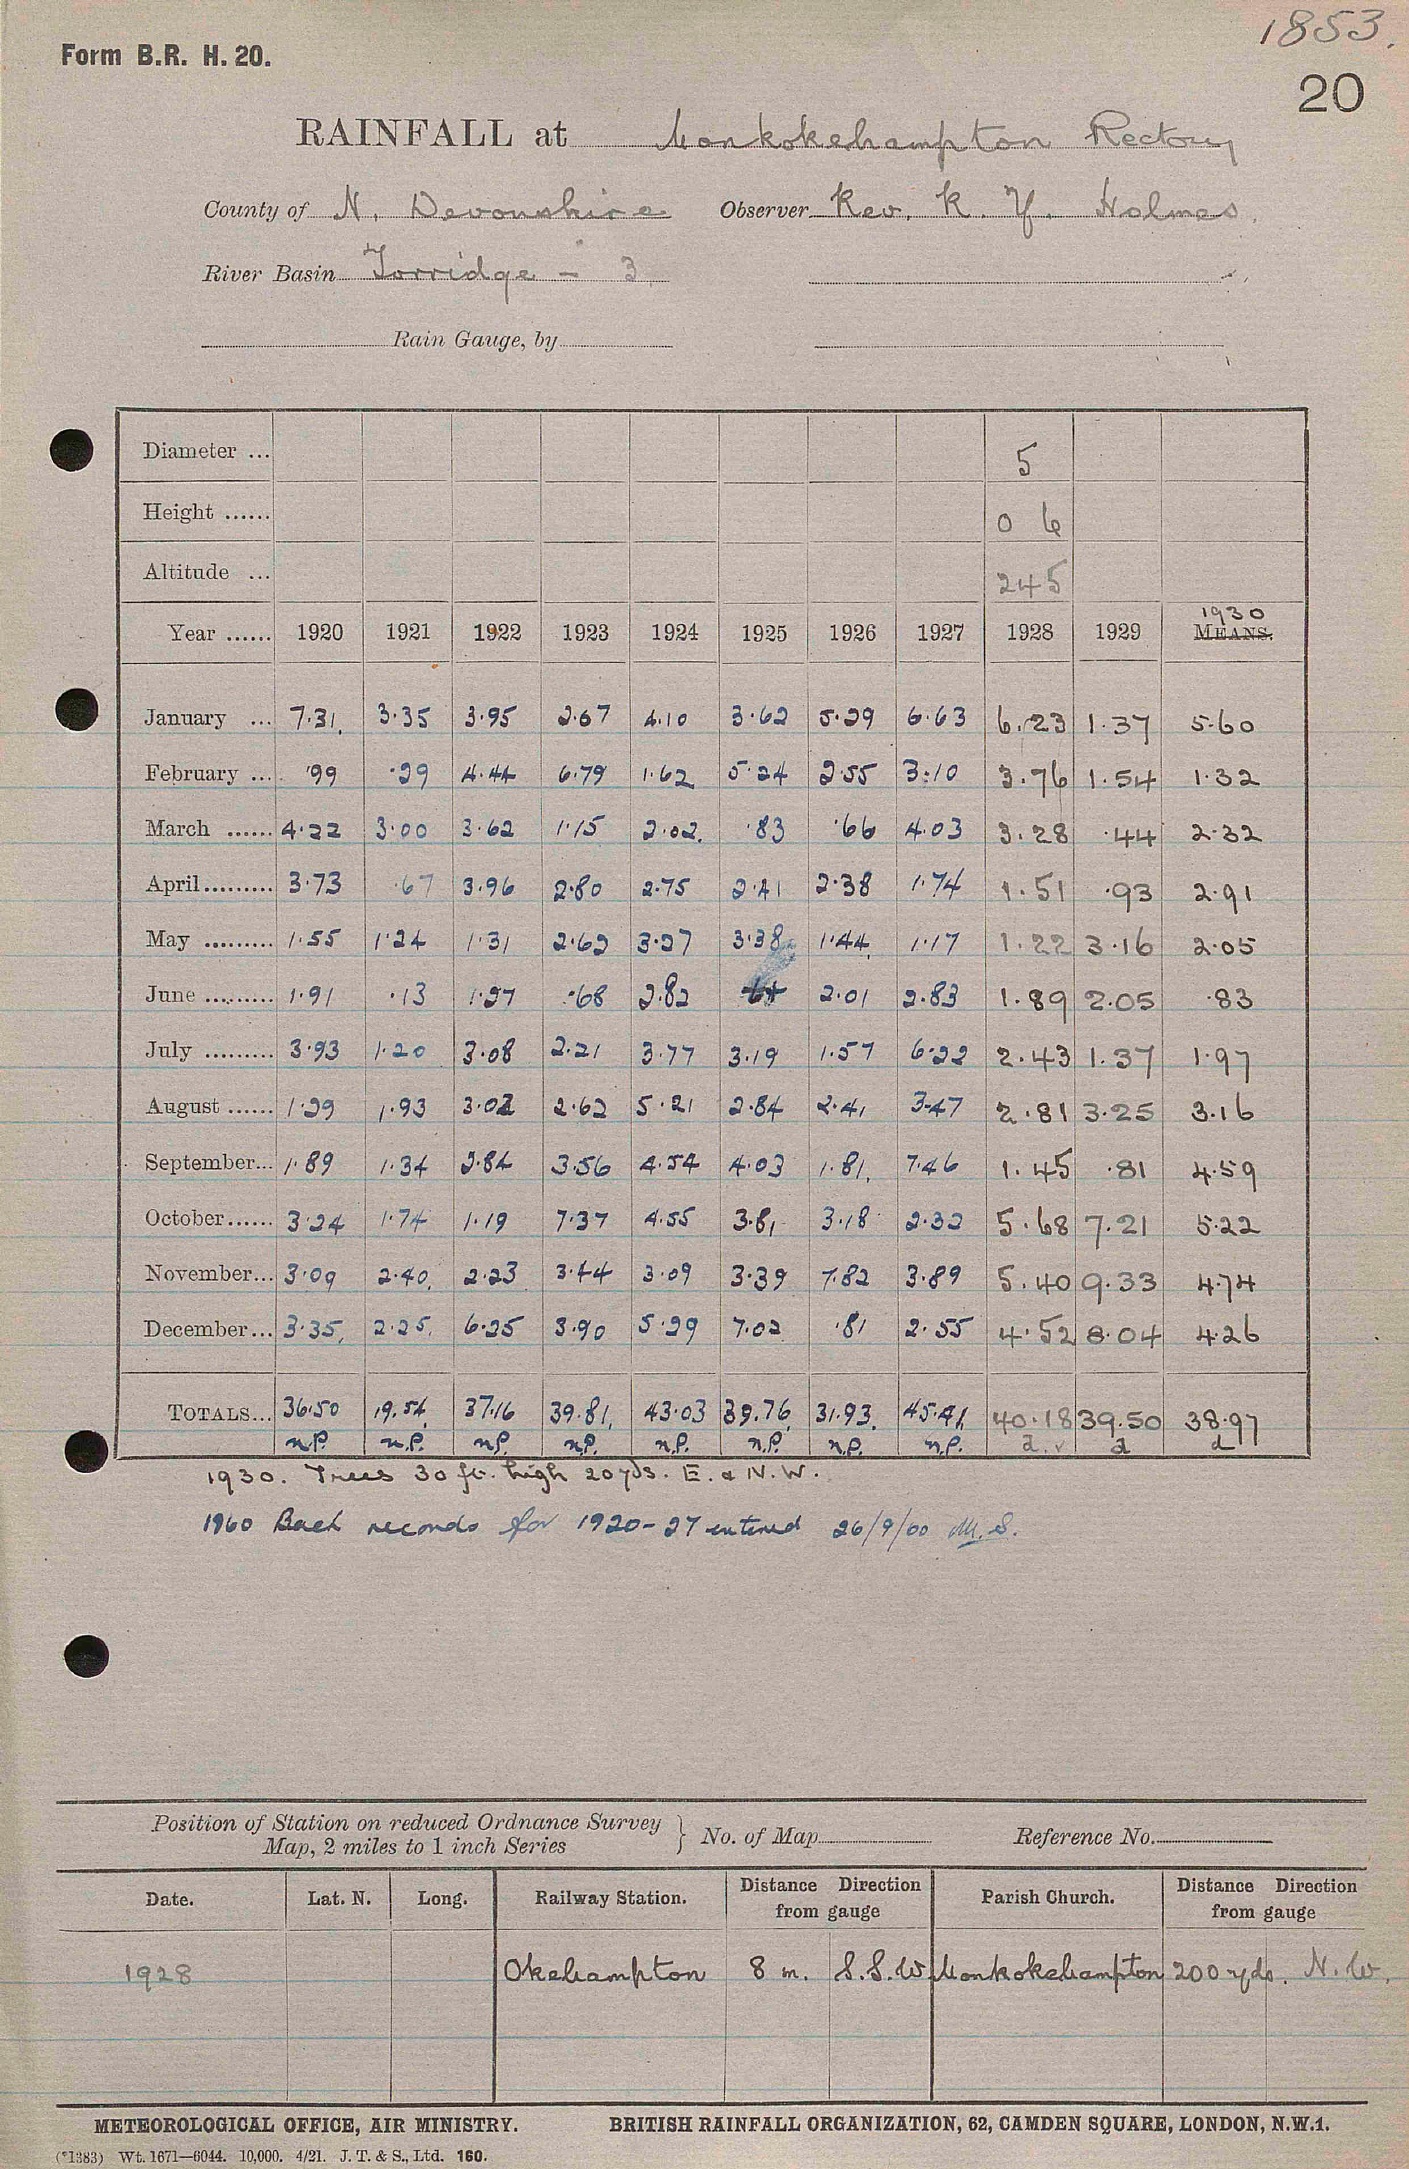 1853.
Form B.R. H. 20.
20
RAINFALL at Monkokehampton Rectory
County of N. Devonshire Observer Rev. K. Y. Holmes.
River Basin Torridge - 3
Rain Gauge, by
Diameter ... 5
Height ...... 0 6
Altitude ... 245
Year ...... 1920 1921 1922 1923 1924 1925 1926 1927 1928 1929 1930 MEANS.
January ... 7.31 3.35 3.95 2.67 4.10 3.62 5.29 6.63 6.23 1.37 5.60
February ... .99 .29 4.44 6.79 1.62 5.24 2.55 3.10 3.76 1.54 1.32
March ...... 4.22 3.00 3.62 1.15 2.02 .83 .66 4.03 3.28 .44 2.32
April ......... 3.73 .67 3.96 2.80 2.75 2.41 2.38 1.74 1.51 .93 2.91
May ......... 1.55 1.24 1.31 2.62 3.27 3.38 1.44 1.17 1.22 3.16 2.05
June ......... 1.91 .13 1.27 .68 2.82 2.01 2.83 1.89 2.05 .83
July ......... 3.93 1.20 3.08 2.21 3.77 3.19 1.57 6.22 2.43 1.37 1.97
August ...... 1.29 1.93 3.02 2.62 5.21 2.84 2.41 3.47 2.81 3.25 3.16
September... 1.89 1.34 2.84 3.56 4.54 4.03 1.81 7.46 1.45 .81 4.59
October...... 3.24 1.74 1.19 7.37 4.55 3.81 3.18 2.32 5.68 7.21 5.22
November... 3.09 2.40 2.23 3.44 3.09 3.39 7.82 3.89 5.40 9.33 4.74
December... 3.35 2.25 6.25 3.90 5.29 7.02 .81 2.55 4.52 8.04 4.26
TOTALS... 36.50 19.54 37.16 39.81 43.03 39.76 31.93 45.41 40.18 39.50 38.97
n.P. n.P. n.P. n.P. n.P. n.P. n.P. n.P. a. v a a
1930. Trees 30 ft. high 20 yds. E. & N.W.
1960 Back records for 1920-27 entered 26/9/60 M.S.
Position of Station on reduced Ordnance Survey
Map, 2 miles to 1 inch Series } No. of Map Reference No.
Date. Lat. N. Long. Railway Station. Distance Direction from gauge Parish Church. Distance Direction from gauge
1928 Okehampton 8 m. S.S.W. Monkokehampton 200 yds. N.W.
METEOROLOGICAL OFFICE, AIR MINISTRY. BRITISH RAINFALL ORGANIZATION, 62, CAMDEN SQUARE, LONDON, N.W.1.
(*1383) Wt. 1671—6044. 10,000. 4/21. J. T. & S., Ltd. 160.